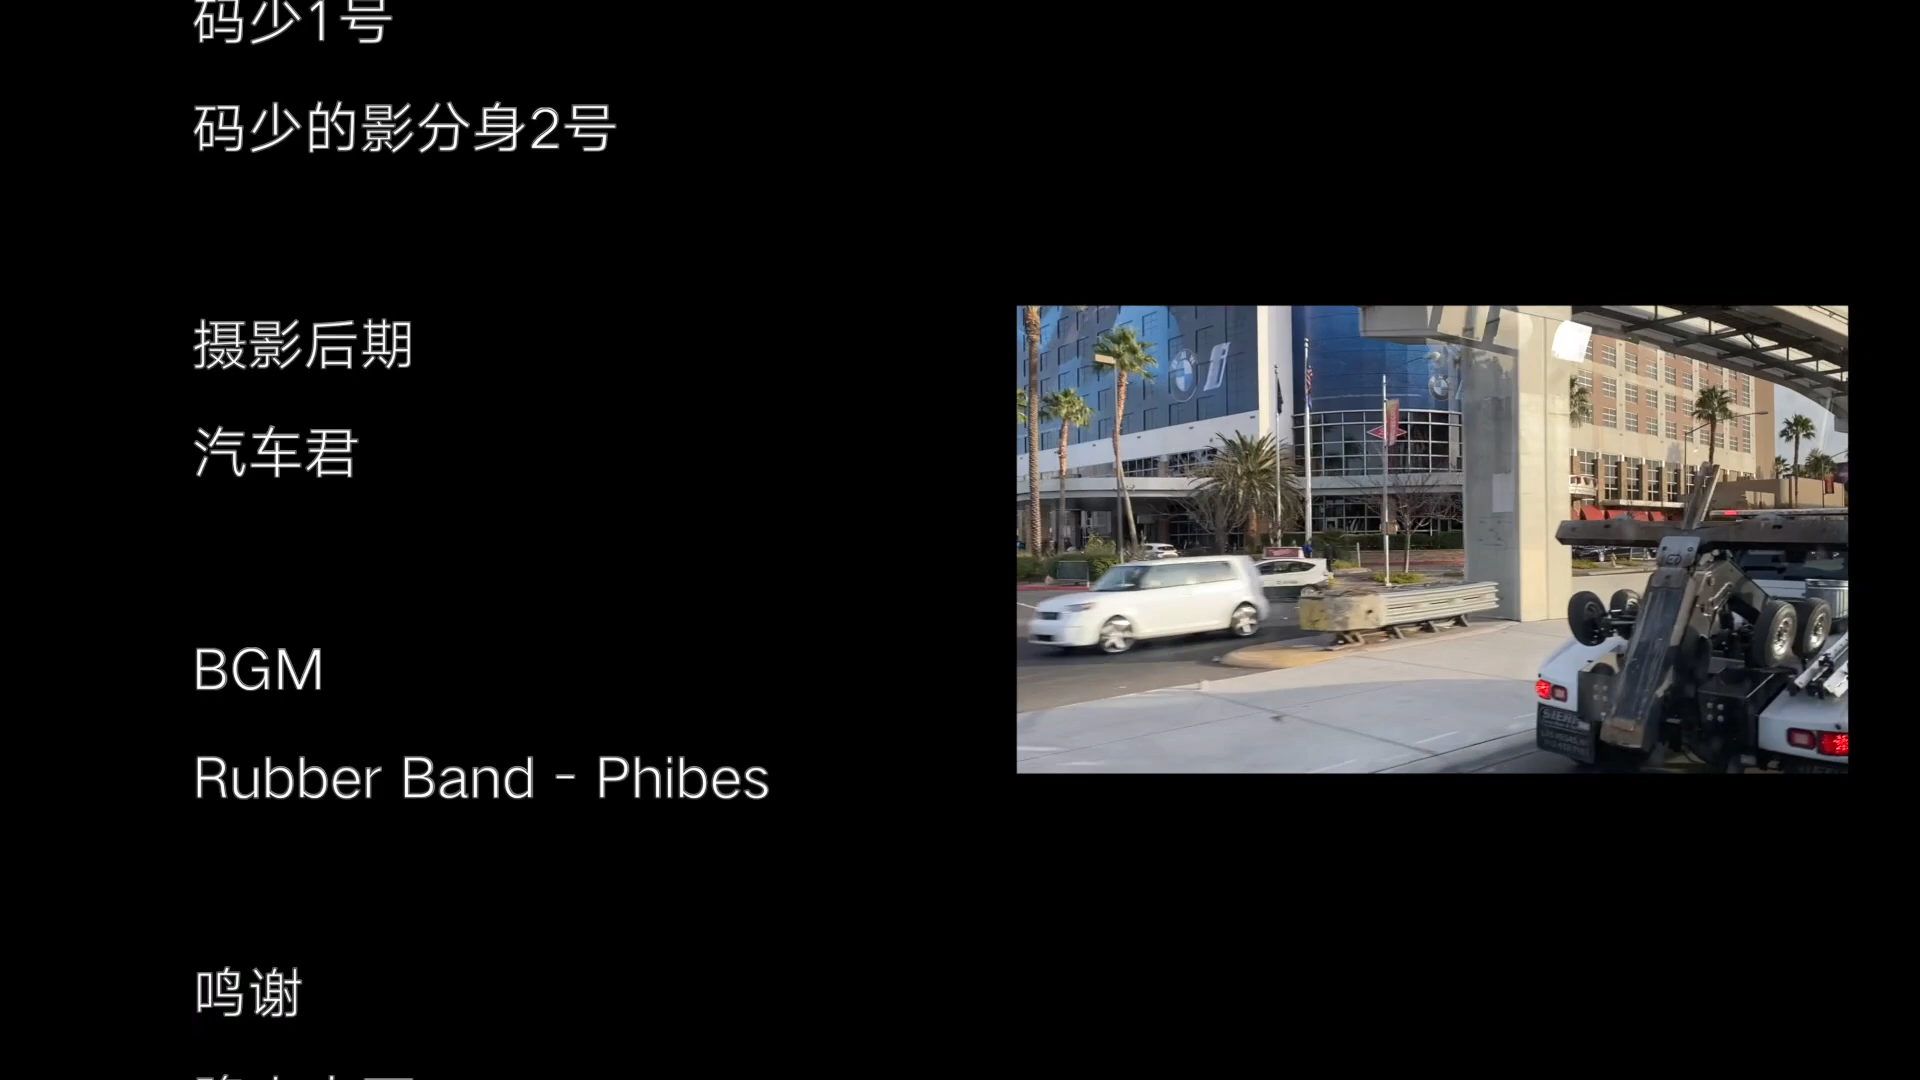 码少1号
码少的影分身2号
摄影后期
汽车君
BGM
Rubber Band - Phibes
鸣谢